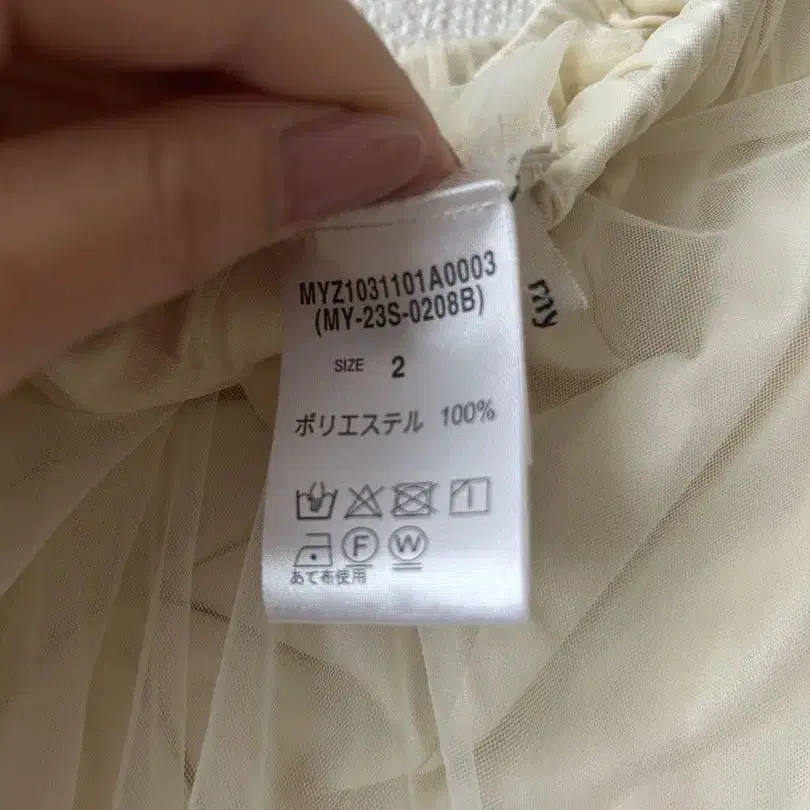 MYZ1031101A0003
(MY-23S-0208B)
SIZE 2
ポリエステル 100%
F W
あて布使用
my